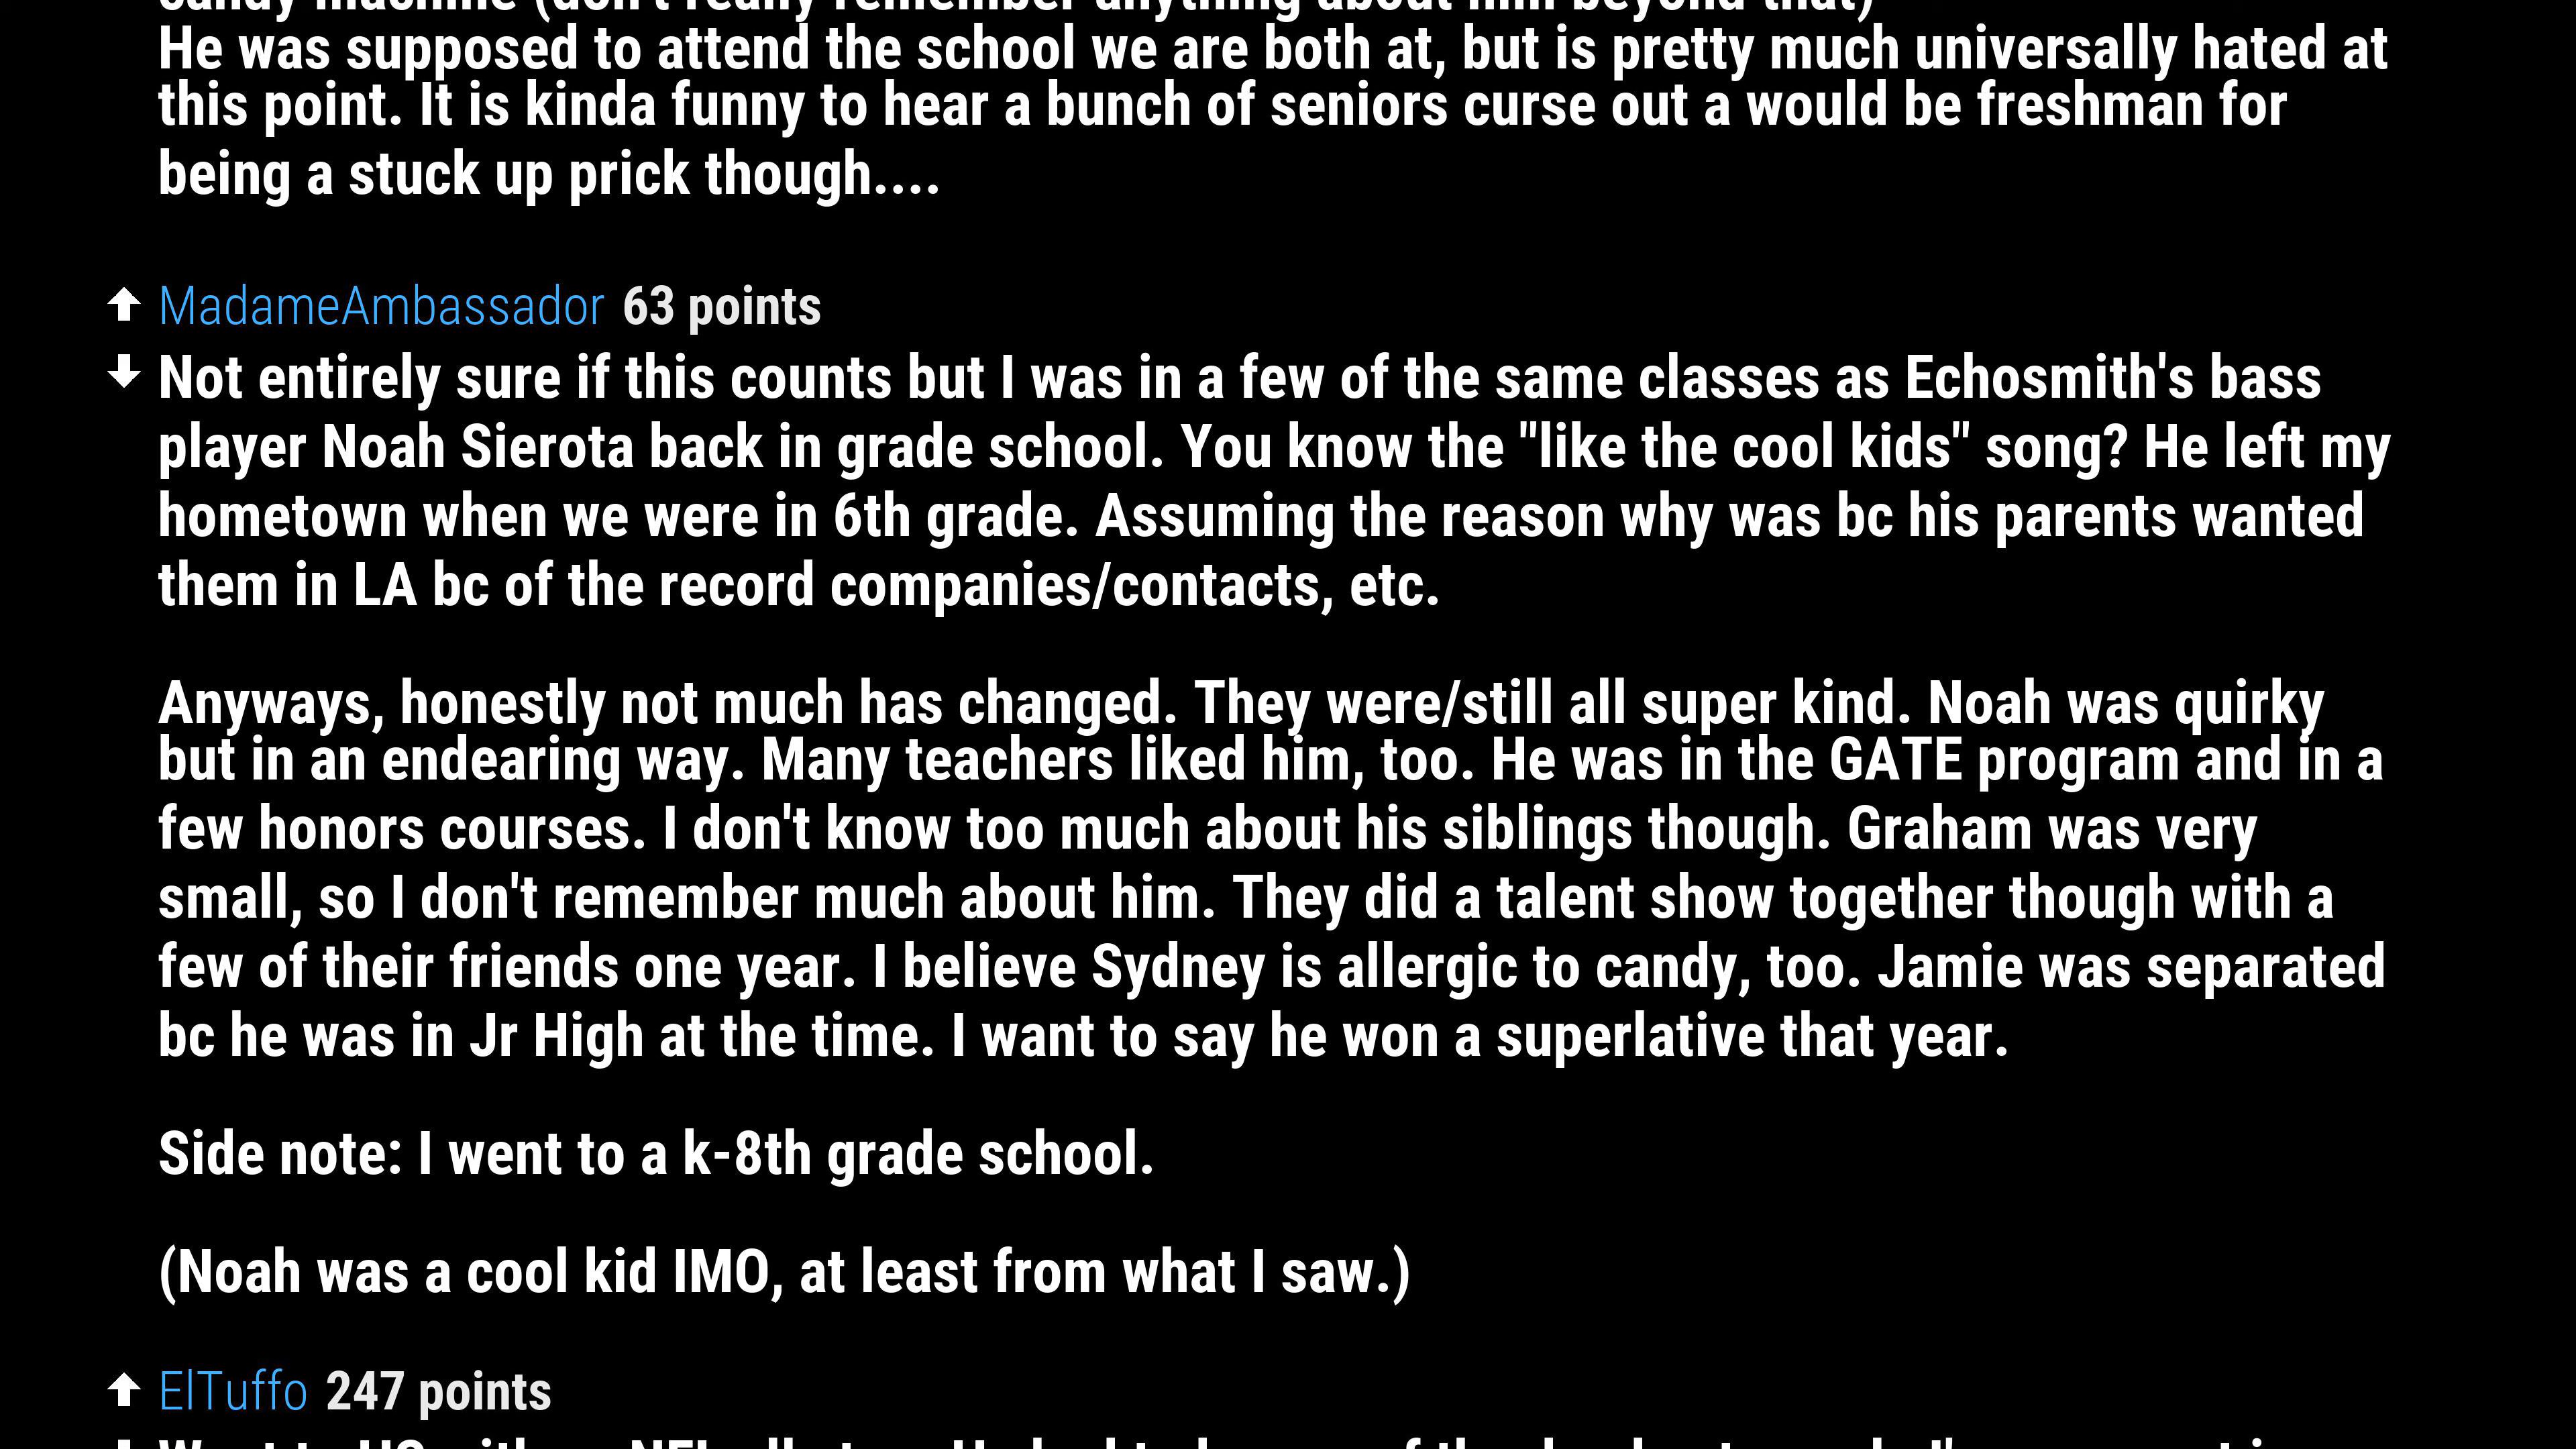 candy machine (don't really remember anything about him beyond that)
He was supposed to attend the school we are both at, but is pretty much universally hated at
this point. It is kinda funny to hear a bunch of seniors curse out a would be freshman for
being a stuck up prick though....
MadameAmbassador 63 points
Not entirely sure if this counts but I was in a few of the same classes as Echosmith's bass
player Noah Sierota back in grade school. You know the "like the cool kids" song? He left my
hometown when we were in 6th grade. Assuming the reason why was bc his parents wanted
them in LA bc of the record companies/contacts, etc.
Anyways, honestly not much has changed. They were/still all super kind. Noah was quirky
but in an endearing way. Many teachers liked him, too. He was in the GATE program and in a
few honors courses. I don't know too much about his siblings though. Graham was very
small, so I don't remember much about him. They did a talent show together though with a
few of their friends one year. I believe Sydney is allergic to candy, too. Jamie was separated
bc he was in Jr High at the time. I want to say he won a superlative that year.
Side note: I went to a k-8th grade school.
(Noah was a cool kid IMO, at least from what I saw.)
ElTuffo 247 points